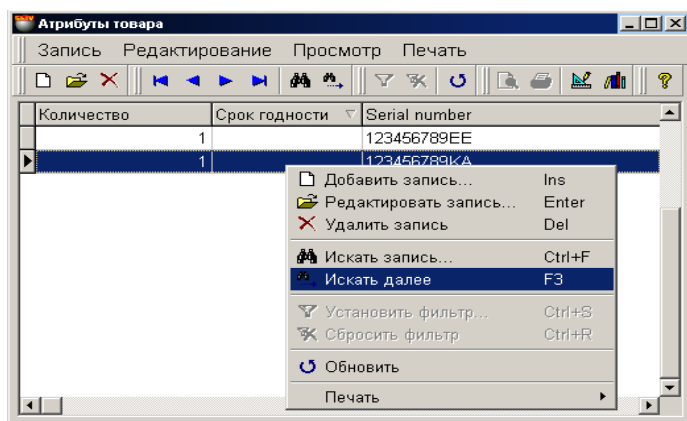 Атрибуты товара
Запись Редактирование Просмотр Печать
Количество Срок годности Serial number
1 123456789EE
1 123456789KA
Добавить запись... Ins
Редактировать запись... Enter
Удалить запись Del
Искать запись... Ctrl+F
Искать далее F3
Установить фильтр... Ctrl+S
Сбросить фильтр Ctrl+R
Обновить
Печать